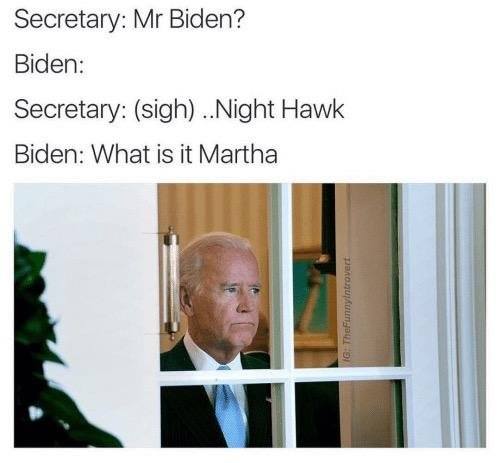 Secretary: Mr Biden?
Biden:
Secretary: (sigh) ..Night Hawk
Biden: What is it Martha
IG: TheFunnyIntrovert